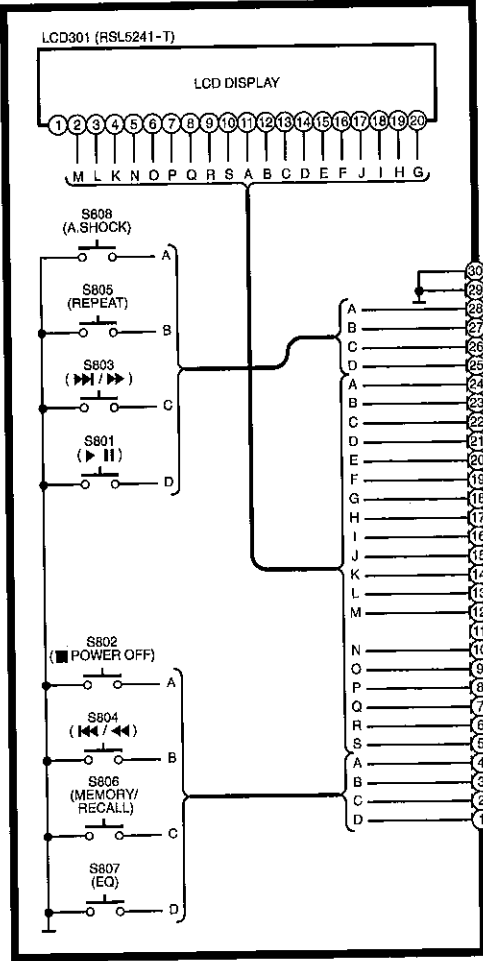 LCD301 (RSL5241-T)
LCD DISPLAY
1 2 3 4 5 6 7 8 9 10 11 12 13 14 15 16 17 18 19 20
M L K N O P Q R S A B C D E F J I H G
S808
(A.SHOCK)
A
S805
(REPEAT)
B
S803
(▶▶| / ▶▶)
C
S801
(▶ ❚❚)
D
S802
(■ POWER OFF)
A
S804
(|◀◀ / ◀◀)
B
S806
(MEMORY/
RECALL)
C
S807
(EQ)
D
30
29
A 28
B 27
C 26
D 25
A 24
B 23
C 22
D 21
E 20
F 19
G 18
H 17
I 16
J 15
K 14
L 13
M 12
11
N 10
O 9
P 8
Q 7
R 6
S 5
A 4
B 3
C 2
D 1